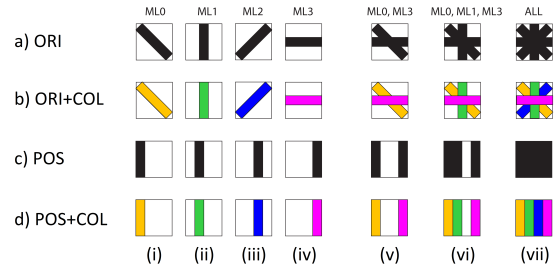 ML0 ML1 ML2 ML3 ML0, ML3 ML0, ML1, ML3 ALL
a) ORI
b) ORI+COL
c) POS
d) POS+COL
(i) (ii) (iii) (iv) (v) (vi) (vii)